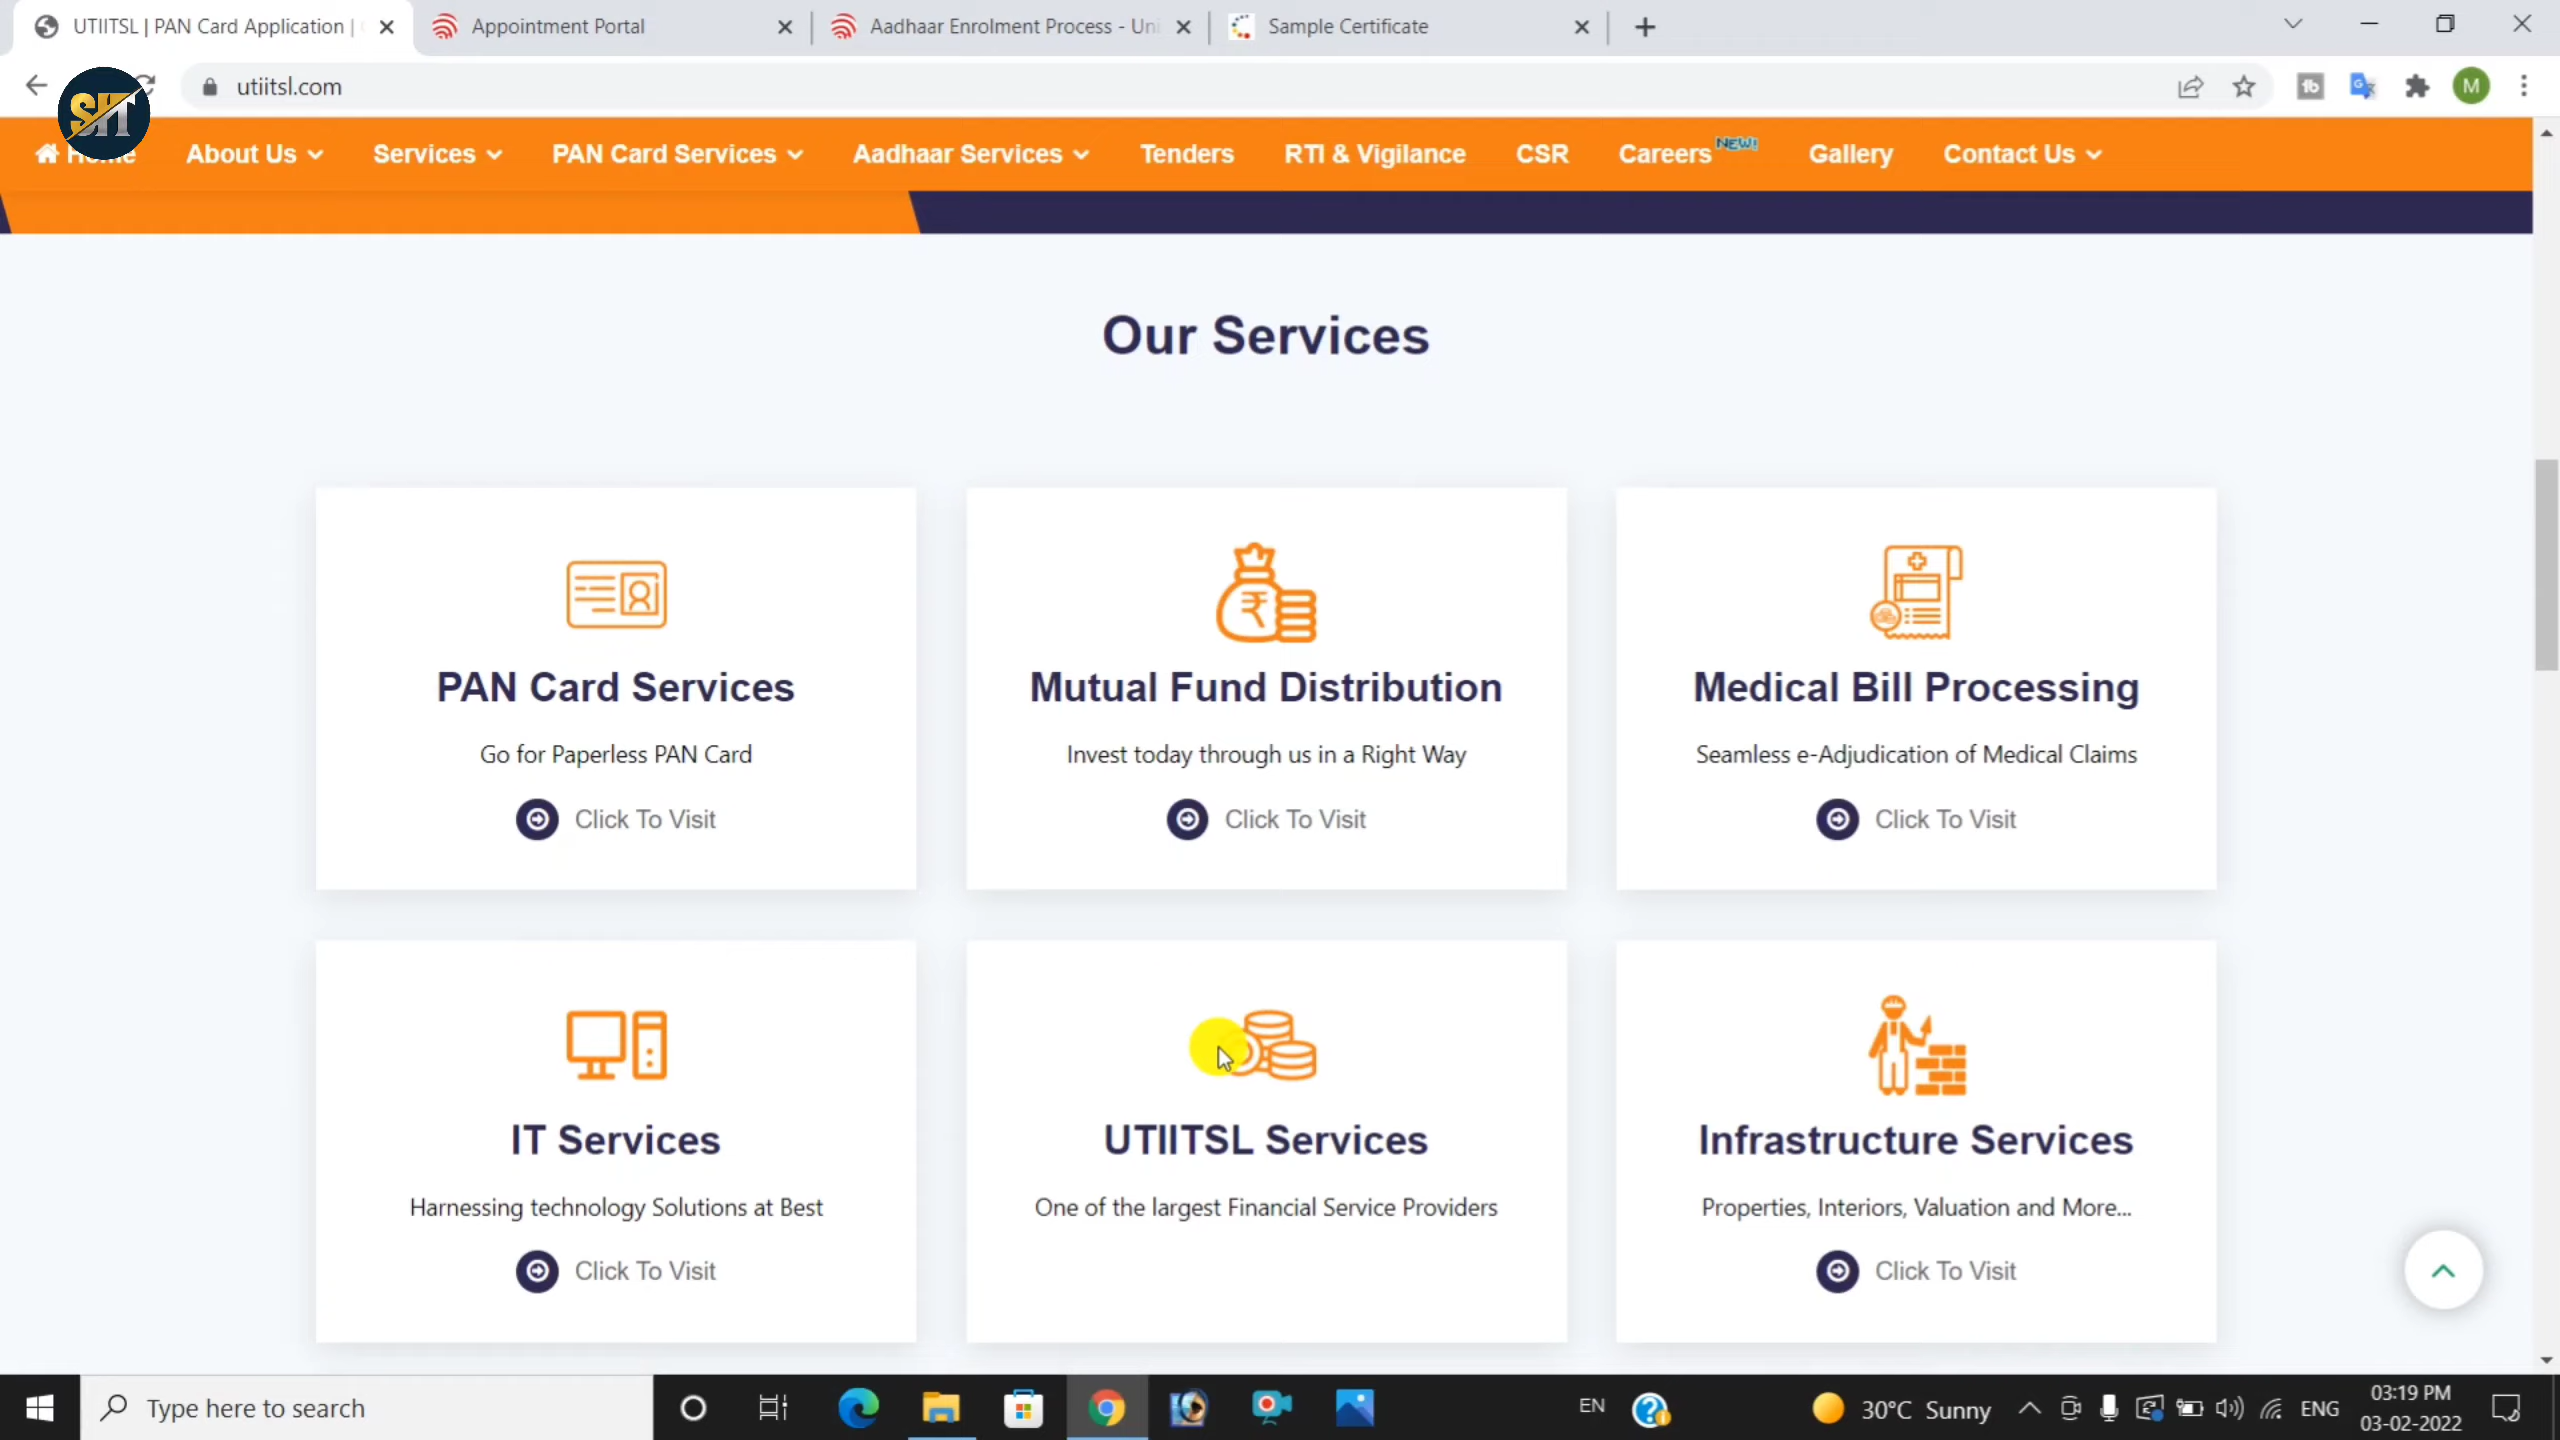 UTIITSL | PAN Card Application |
Appointment Portal
Aadhaar Enrolment Process - Uni
Sample Certificate
utiitsl.com
M
SHT
Home
About Us
Services
PAN Card Services
Aadhaar Services
Tenders
RTI & Vigilance
CSR
Careers NEW!
Gallery
Contact Us
Our Services
PAN Card Services
Go for Paperless PAN Card
Click To Visit
Mutual Fund Distribution
Invest today through us in a Right Way
Click To Visit
Medical Bill Processing
Seamless e-Adjudication of Medical Claims
Click To Visit
IT Services
Harnessing technology Solutions at Best
Click To Visit
UTIITSL Services
One of the largest Financial Service Providers
Infrastructure Services
Properties, Interiors, Valuation and More...
Click To Visit
Type here to search
EN
30°C Sunny
ENG
03:19 PM
03-02-2022